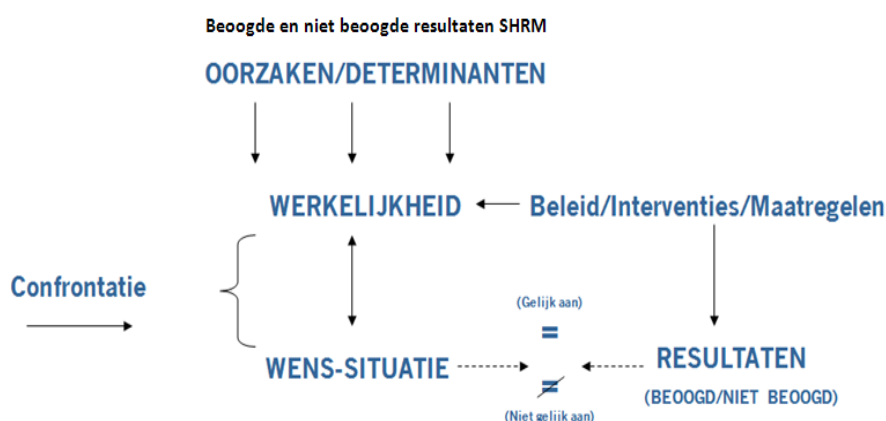 Beoogde en niet beoogde resultaten SHRM
OORZAKEN/DETERMINANTEN
WERKELIJKHEID
Beleid/Interventies/Maatregelen
Confrontatie
(Gelijk aan)
=
WENS-SITUATIE
≠
RESULTATEN
(BEOOGD/NIET BEOOGD)
(Niet gelijk aan)